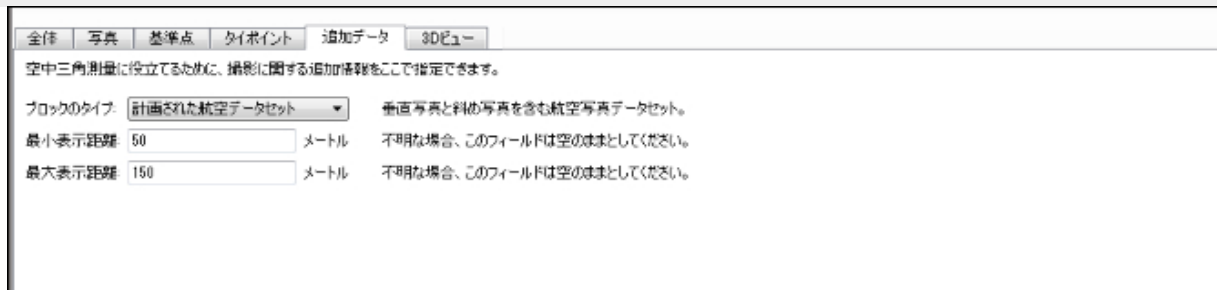 全体 写真 基準点 タイポイント 追加データ 3Dビュー
空中三角測量に役立てるために、撮影に関する追加情報をここで指定できます。
ブロックのタイプ: 計画された航空データセット 垂直写真と斜め写真を含む航空写真データセット。
最小表示距離: 50 メートル 不明な場合、このフィールドは空のままとしてください。
最大表示距離: 150 メートル 不明な場合、このフィールドは空のままとしてください。